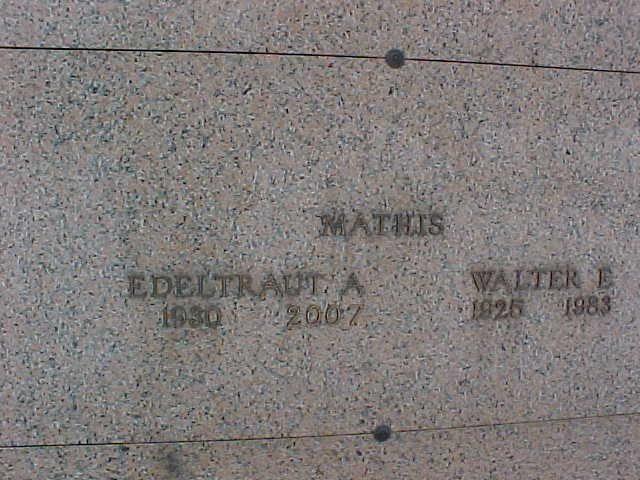 MATHIS
EDELTRAUT A
WALTER E
1930 2007
1925 1983